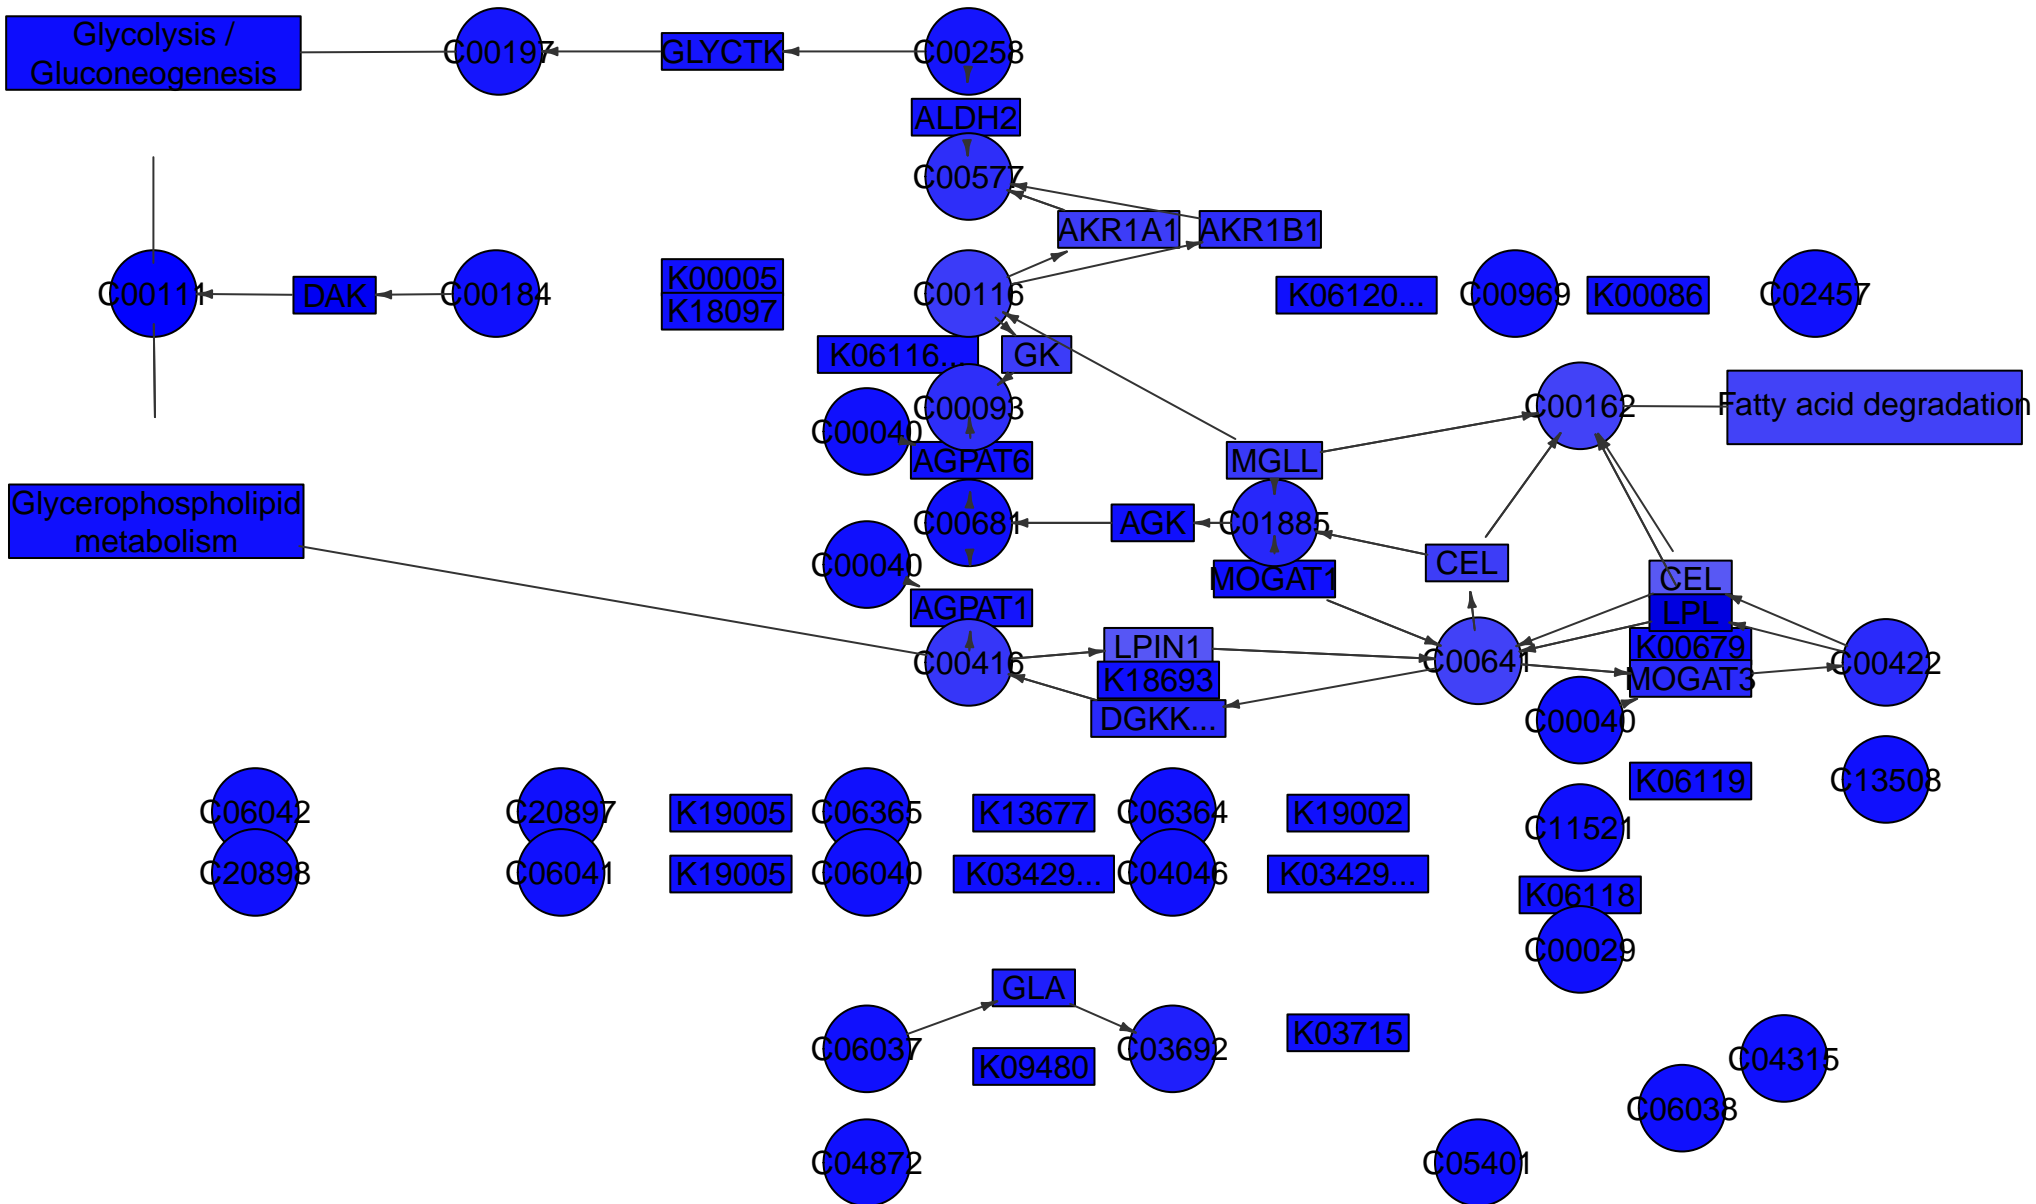 Glycolysis /
Gluconeogenesis
C00197
GLYCTK
C00258
ALDH2
C00577
AKR1A1
AKR1B1
C00111
DAK
C00184
K00005
K18097
C00116
K06120...
C00969
K00086
C02457
K06116...
GK
C00093
C00040
C00162
Fatty acid degradation
AGPAT6
MGLL
Glycerophospholipid
metabolism
C00681
AGK
C01885
C00040
CEL
MOGAT1
CEL
AGPAT1
LPL
C00416
LPIN1
K18693
DGKK...
C00641
K00679
MOGAT3
C00422
C00040
K06119
C13508
C06042
C20897
K19005
C06365
K13677
C06364
K19002
C11521
C20898
C06041
K19005
C06040
K03429...
C04046
K03429...
K06118
C00029
GLA
C06037
K09480
C03692
K03715
C04315
C06038
C04872
C05401